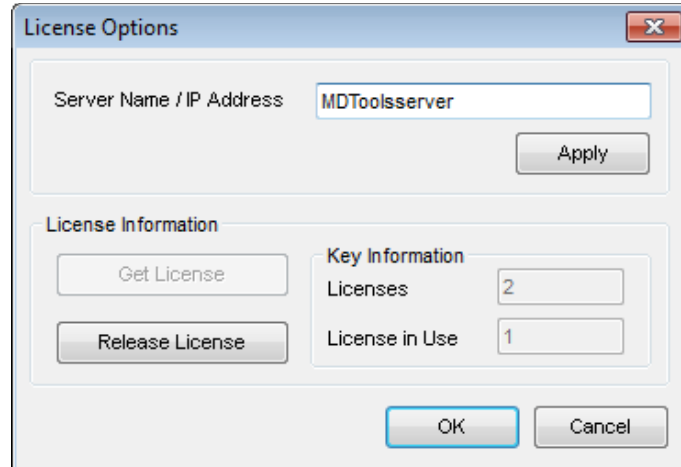 License Options
Server Name / IP Address
MDToolsserver
Apply
License Information
Get License
Release License
Key Information
Licenses
2
License in Use
1
OK
Cancel